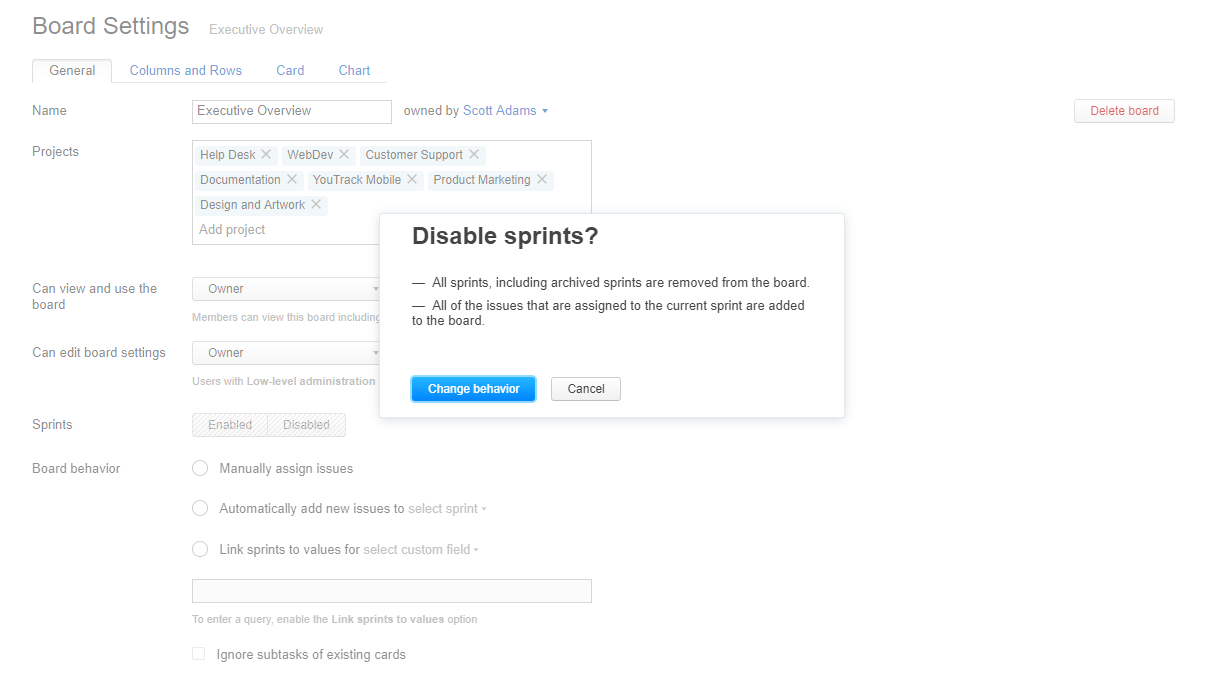 Board Settings Executive Overview
General Columns and Rows Card Chart
Name Executive Overview owned by Scott Adams Delete board
Projects Help Desk WebDev Customer Support
Documentation YouTrack Mobile Product Marketing
Design and Artwork
Add project
Disable sprints?
— All sprints, including archived sprints are removed from the board.
— All of the issues that are assigned to the current sprint are added
to the board.
Change behavior Cancel
Can view and use the
board
Owner
Members can view this board including
Can edit board settings Owner
Users with Low-level administration
Sprints Enabled Disabled
Board behavior Manually assign issues
Automatically add new issues to select sprint
Link sprints to values for select custom field
To enter a query, enable the Link sprints to values option
Ignore subtasks of existing cards